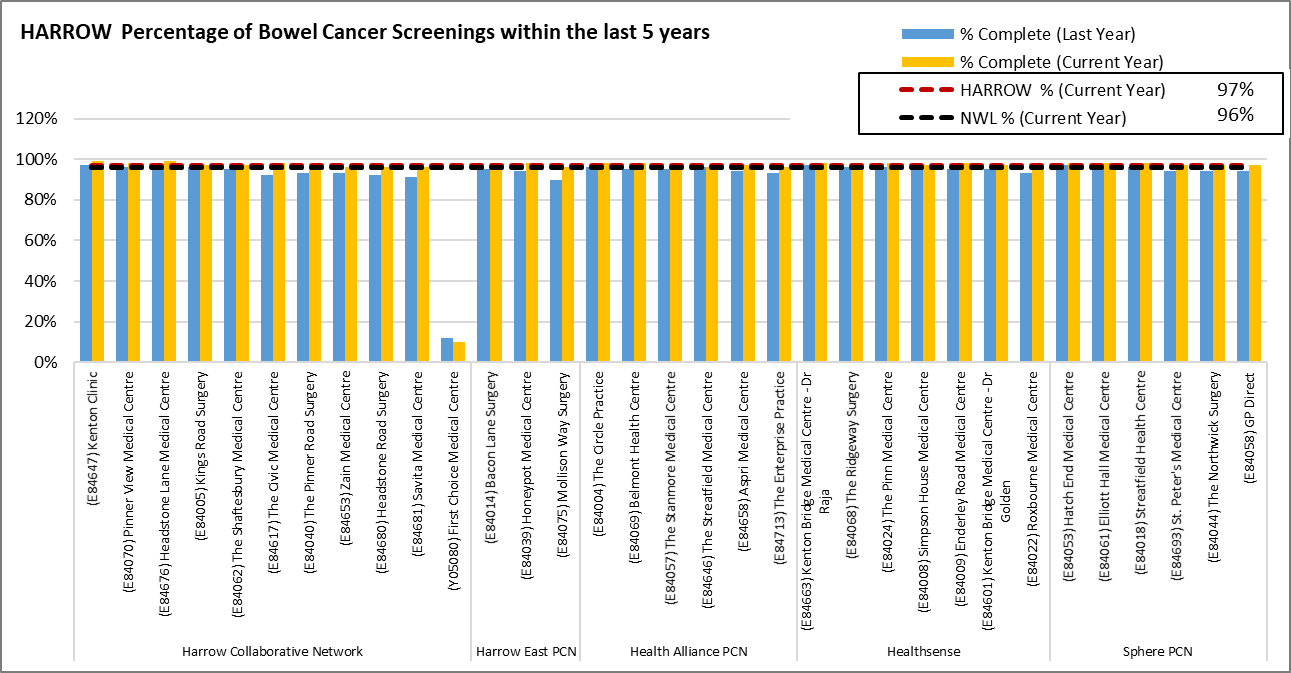 HARROW  Percentage of Bowel Cancer Screenings within the last 5 years
% Complete (Last Year)
% Complete (Current Year)
HARROW  % (Current Year) 97%
NWL % (Current Year) 96%
120%
100%
80%
60%
40%
20%
0%
(E84647) Kenton Clinic
(E84070) Pinner View Medical Centre
(E84676) Headstone Lane Medical Centre
(E84005) Kings Road Surgery
(E84062) The Shaftesbury Medical Centre
(E84617) The Civic Medical Centre
(E84040) The Pinner Road Surgery
(E84653) Zain Medical Centre
(E84680) Headstone Road Surgery
(E84681) Savita Medical Centre
(Y05080) First Choice Medical Centre
(E84014) Bacon Lane Surgery
(E84039) Honeypot Medical Centre
(E84075) Mollison Way Surgery
(E84004) The Circle Practice
(E84069) Belmont Health Centre
(E84057) The Stanmore Medical Centre
(E84646) The Streatfield Medical Centre
(E84658) Aspri Medical Centre
(E84713) The Enterprise Practice
(E84663) Kenton Bridge Medical Centre - Dr
Raja
(E84068) The Ridgeway Surgery
(E84024) The Pinn Medical Centre
(E84008) Simpson House Medical Centre
(E84009) Enderley Road Medical Centre
(E84601) Kenton Bridge Medical Centre - Dr
Golden
(E84022) Roxbourne Medical Centre
(E84053) Hatch End Medical Centre
(E84061) Elliott Hall Medical Centre
(E84018) Streatfield Health Centre
(E84693) St. Peter's Medical Centre
(E84044) The Northwick Surgery
(E84058) GP Direct
Harrow Collaborative Network
Harrow East PCN
Health Alliance PCN
Healthsense
Sphere PCN